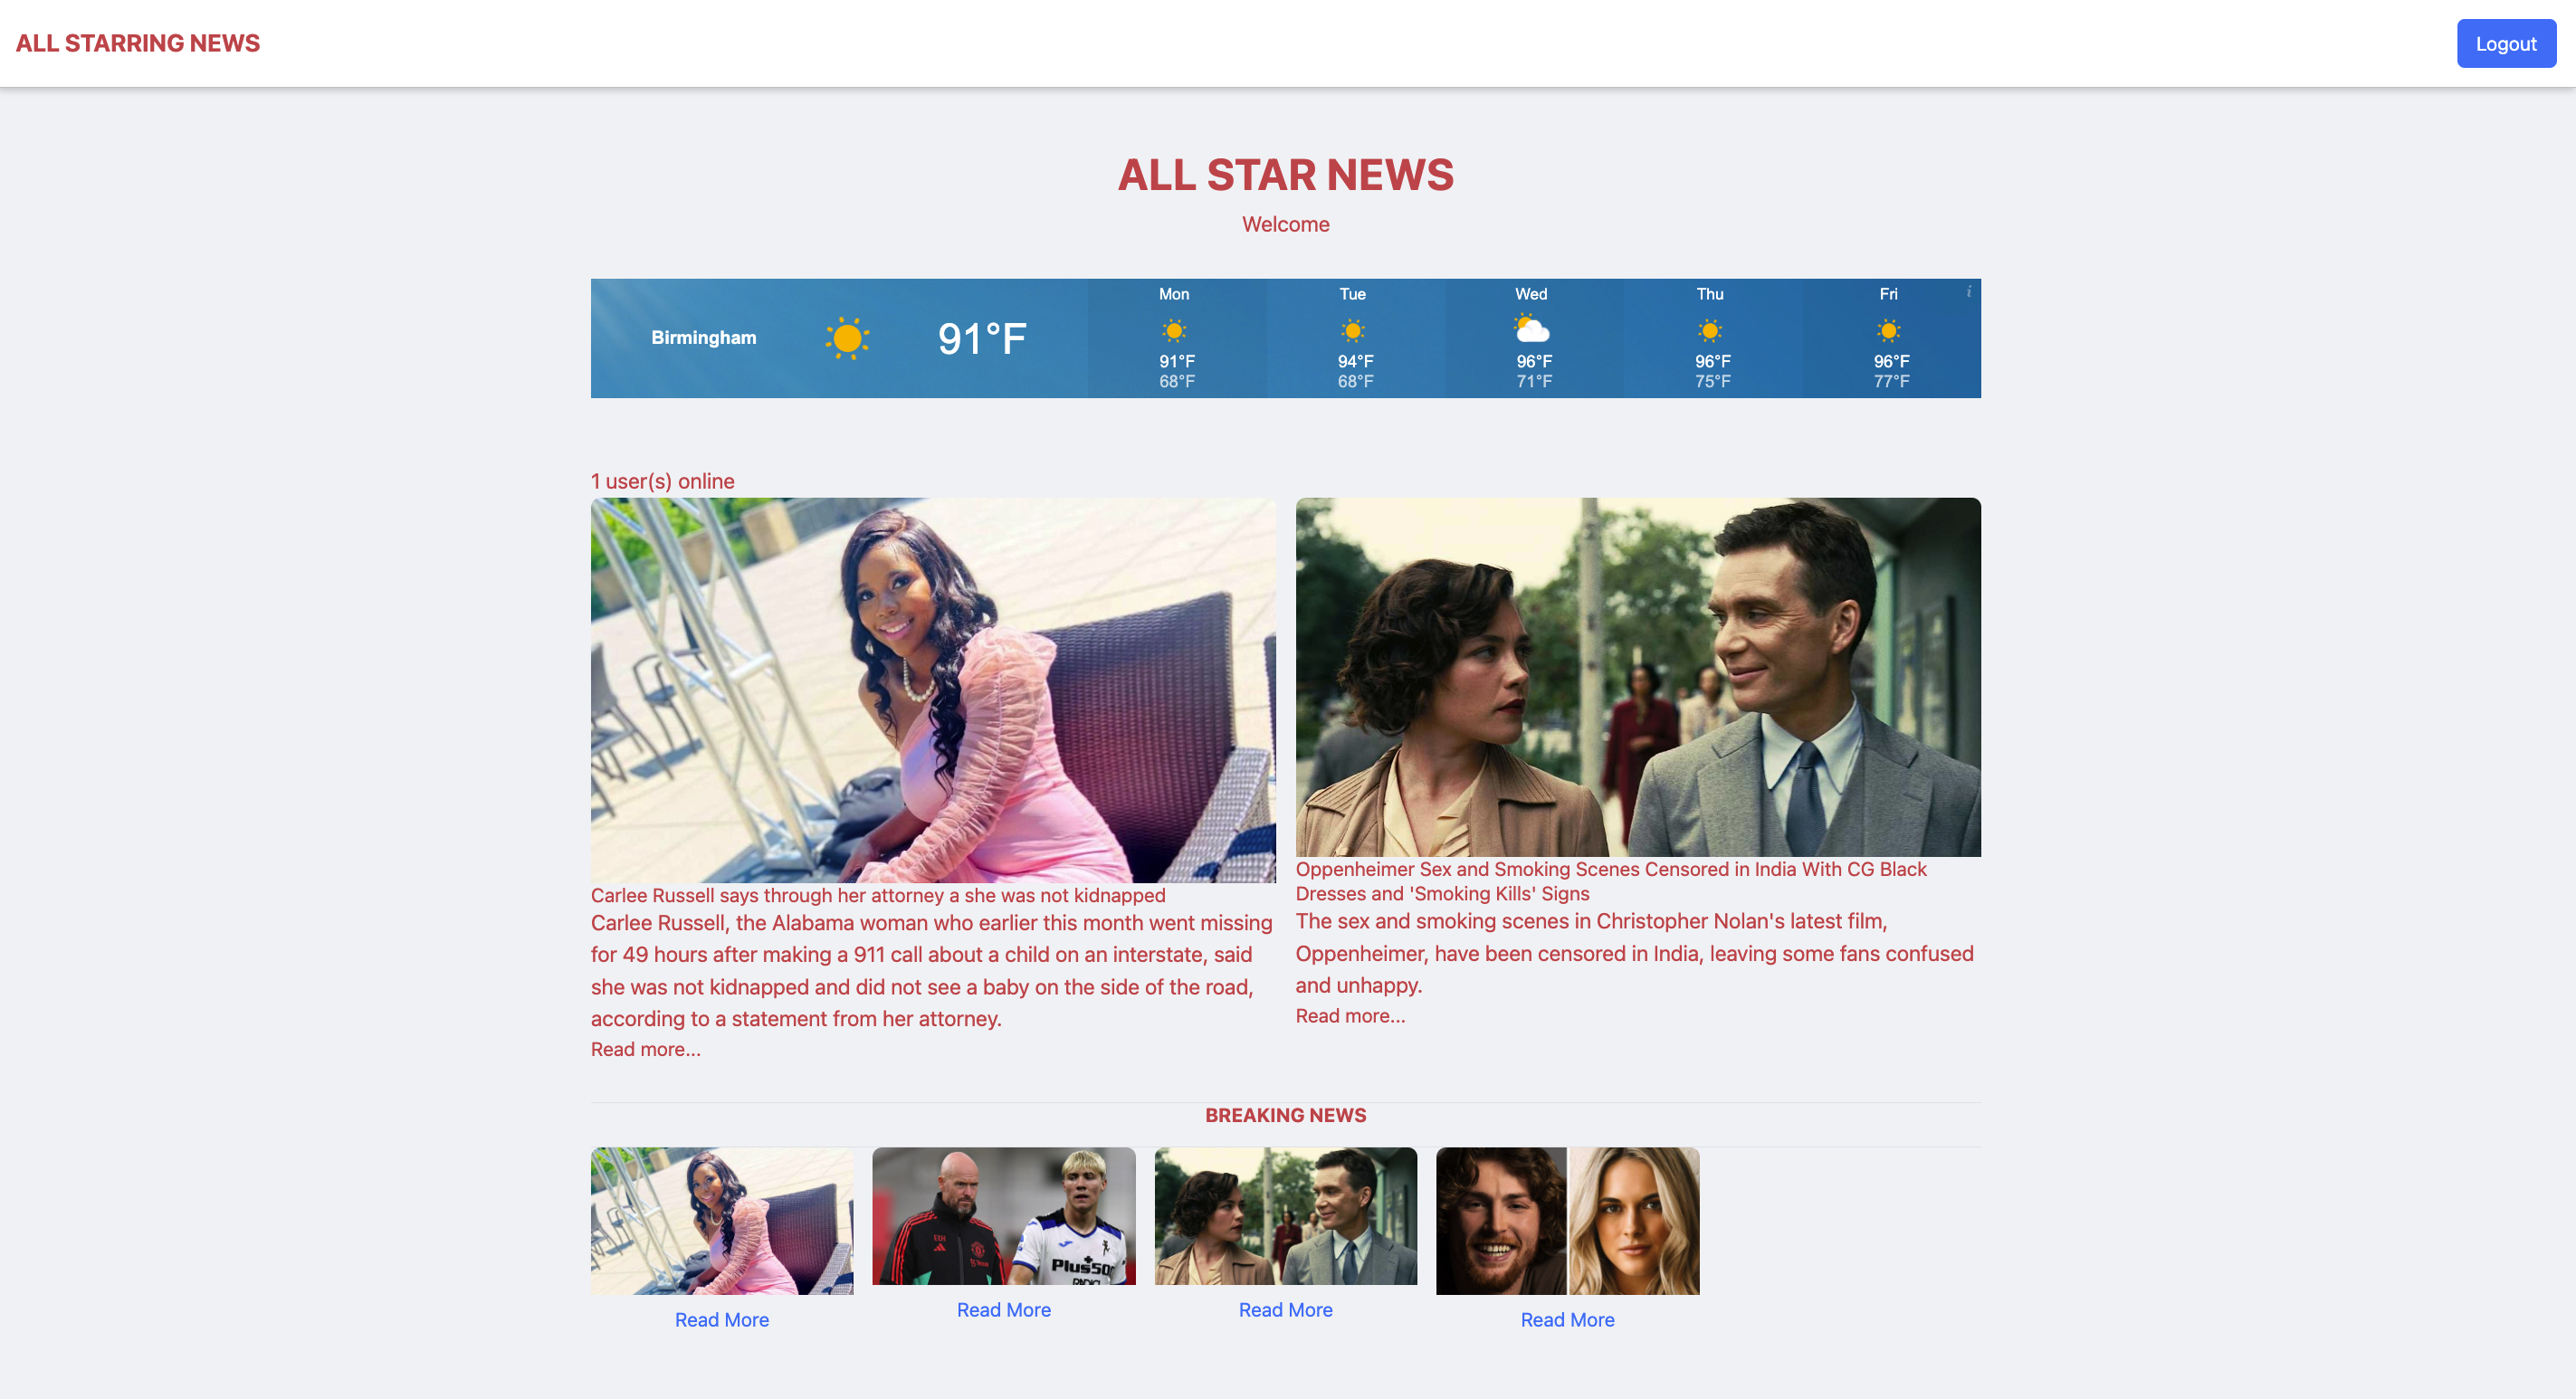 ALL STARRING NEWS
Logout
ALL STAR NEWS
Welcome
Birmingham
91°F
Mon
91°F
68°F
Tue
94°F
68°F
Wed
96°F
71°F
Thu
96°F
75°F
Fri
96°F
77°F
i
1 user(s) online
Carlee Russell says through her attorney a she was not kidnapped
Carlee Russell, the Alabama woman who earlier this month went missing
for 49 hours after making a 911 call about a child on an interstate, said
she was not kidnapped and did not see a baby on the side of the road,
according to a statement from her attorney.
Read more...
Oppenheimer Sex and Smoking Scenes Censored in India With CG Black
Dresses and 'Smoking Kills' Signs
The sex and smoking scenes in Christopher Nolan's latest film,
Oppenheimer, have been censored in India, leaving some fans confused
and unhappy.
Read more...
BREAKING NEWS
Read More
EtH
Plus500
Read More
Read More
Read More